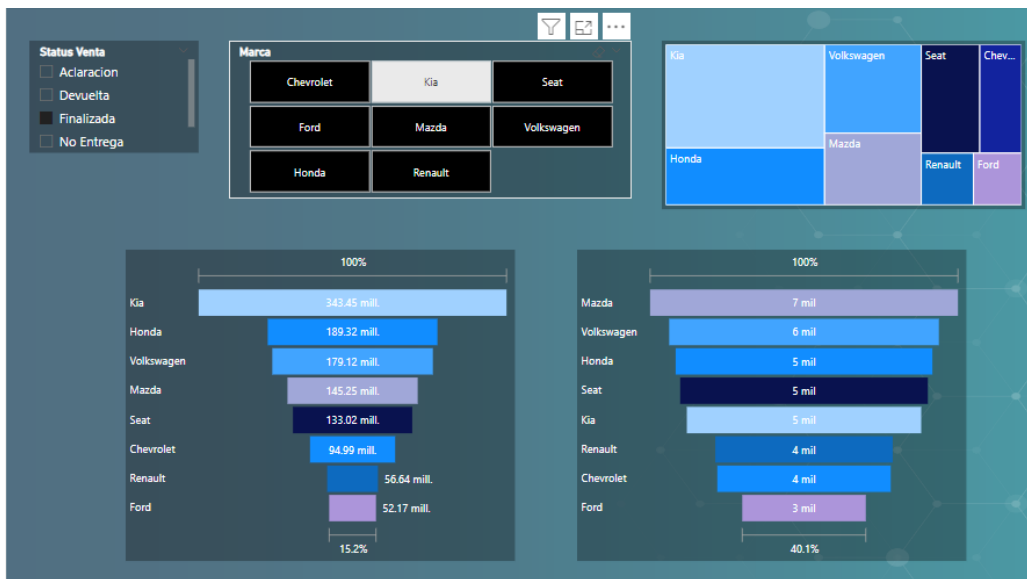 Status Venta
Aclaracion
Devuelta
Finalizada
No Entrega
Marca
Chevrolet
Kia
Seat
Ford
Mazda
Volkswagen
Honda
Renault
Kia
Volkswagen
Seat
Chev...
Honda
Mazda
Renault
Ford
100%
Kia
343.45 mill.
Honda
189.32 mill.
Volkswagen
179.12 mill.
Mazda
145.25 mill.
Seat
133.02 mill.
Chevrolet
94.99 mill.
Renault
56.64 mill.
Ford
52.17 mill.
15.2%
100%
Mazda
7 mil
Volkswagen
6 mil
Honda
5 mil
Seat
5 mil
Kia
5 mil
Renault
4 mil
Chevrolet
4 mil
Ford
3 mil
40.1%